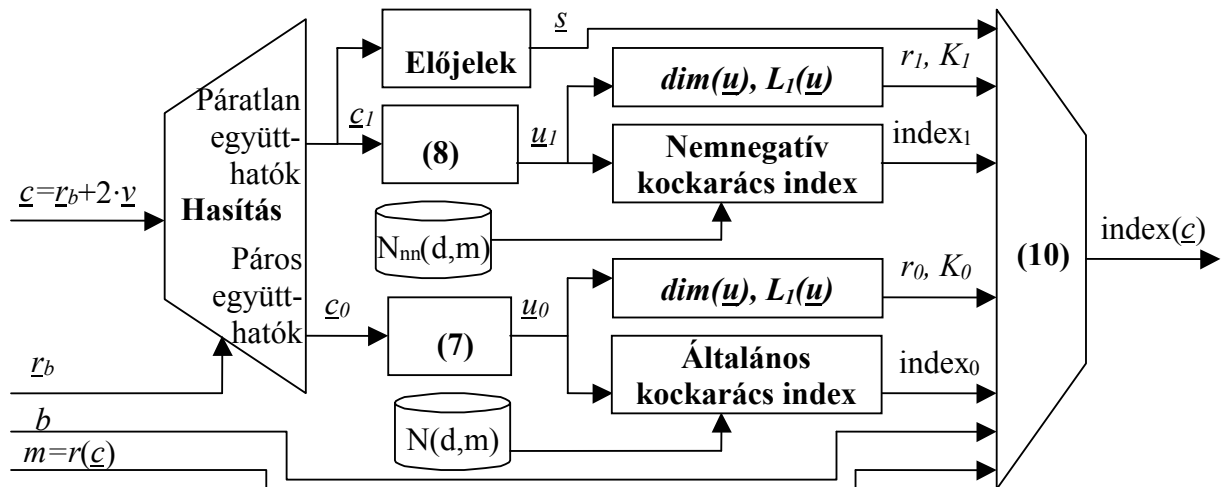 s
Előjelek
dim(u), L1(u)
r1, K1
Páratlan
együtt-
hatók
c1
(8)
u1
Nemnegatív
kockarács index
index1
c=rb+2·v
Hasítás
Nnn(d,m)
(10)
index(c)
Páros
együtt-
hatók
c0
(7)
u0
dim(u), L1(u)
r0, K0
Általános
kockarács index
index0
rb
b
N(d,m)
m=r(c)